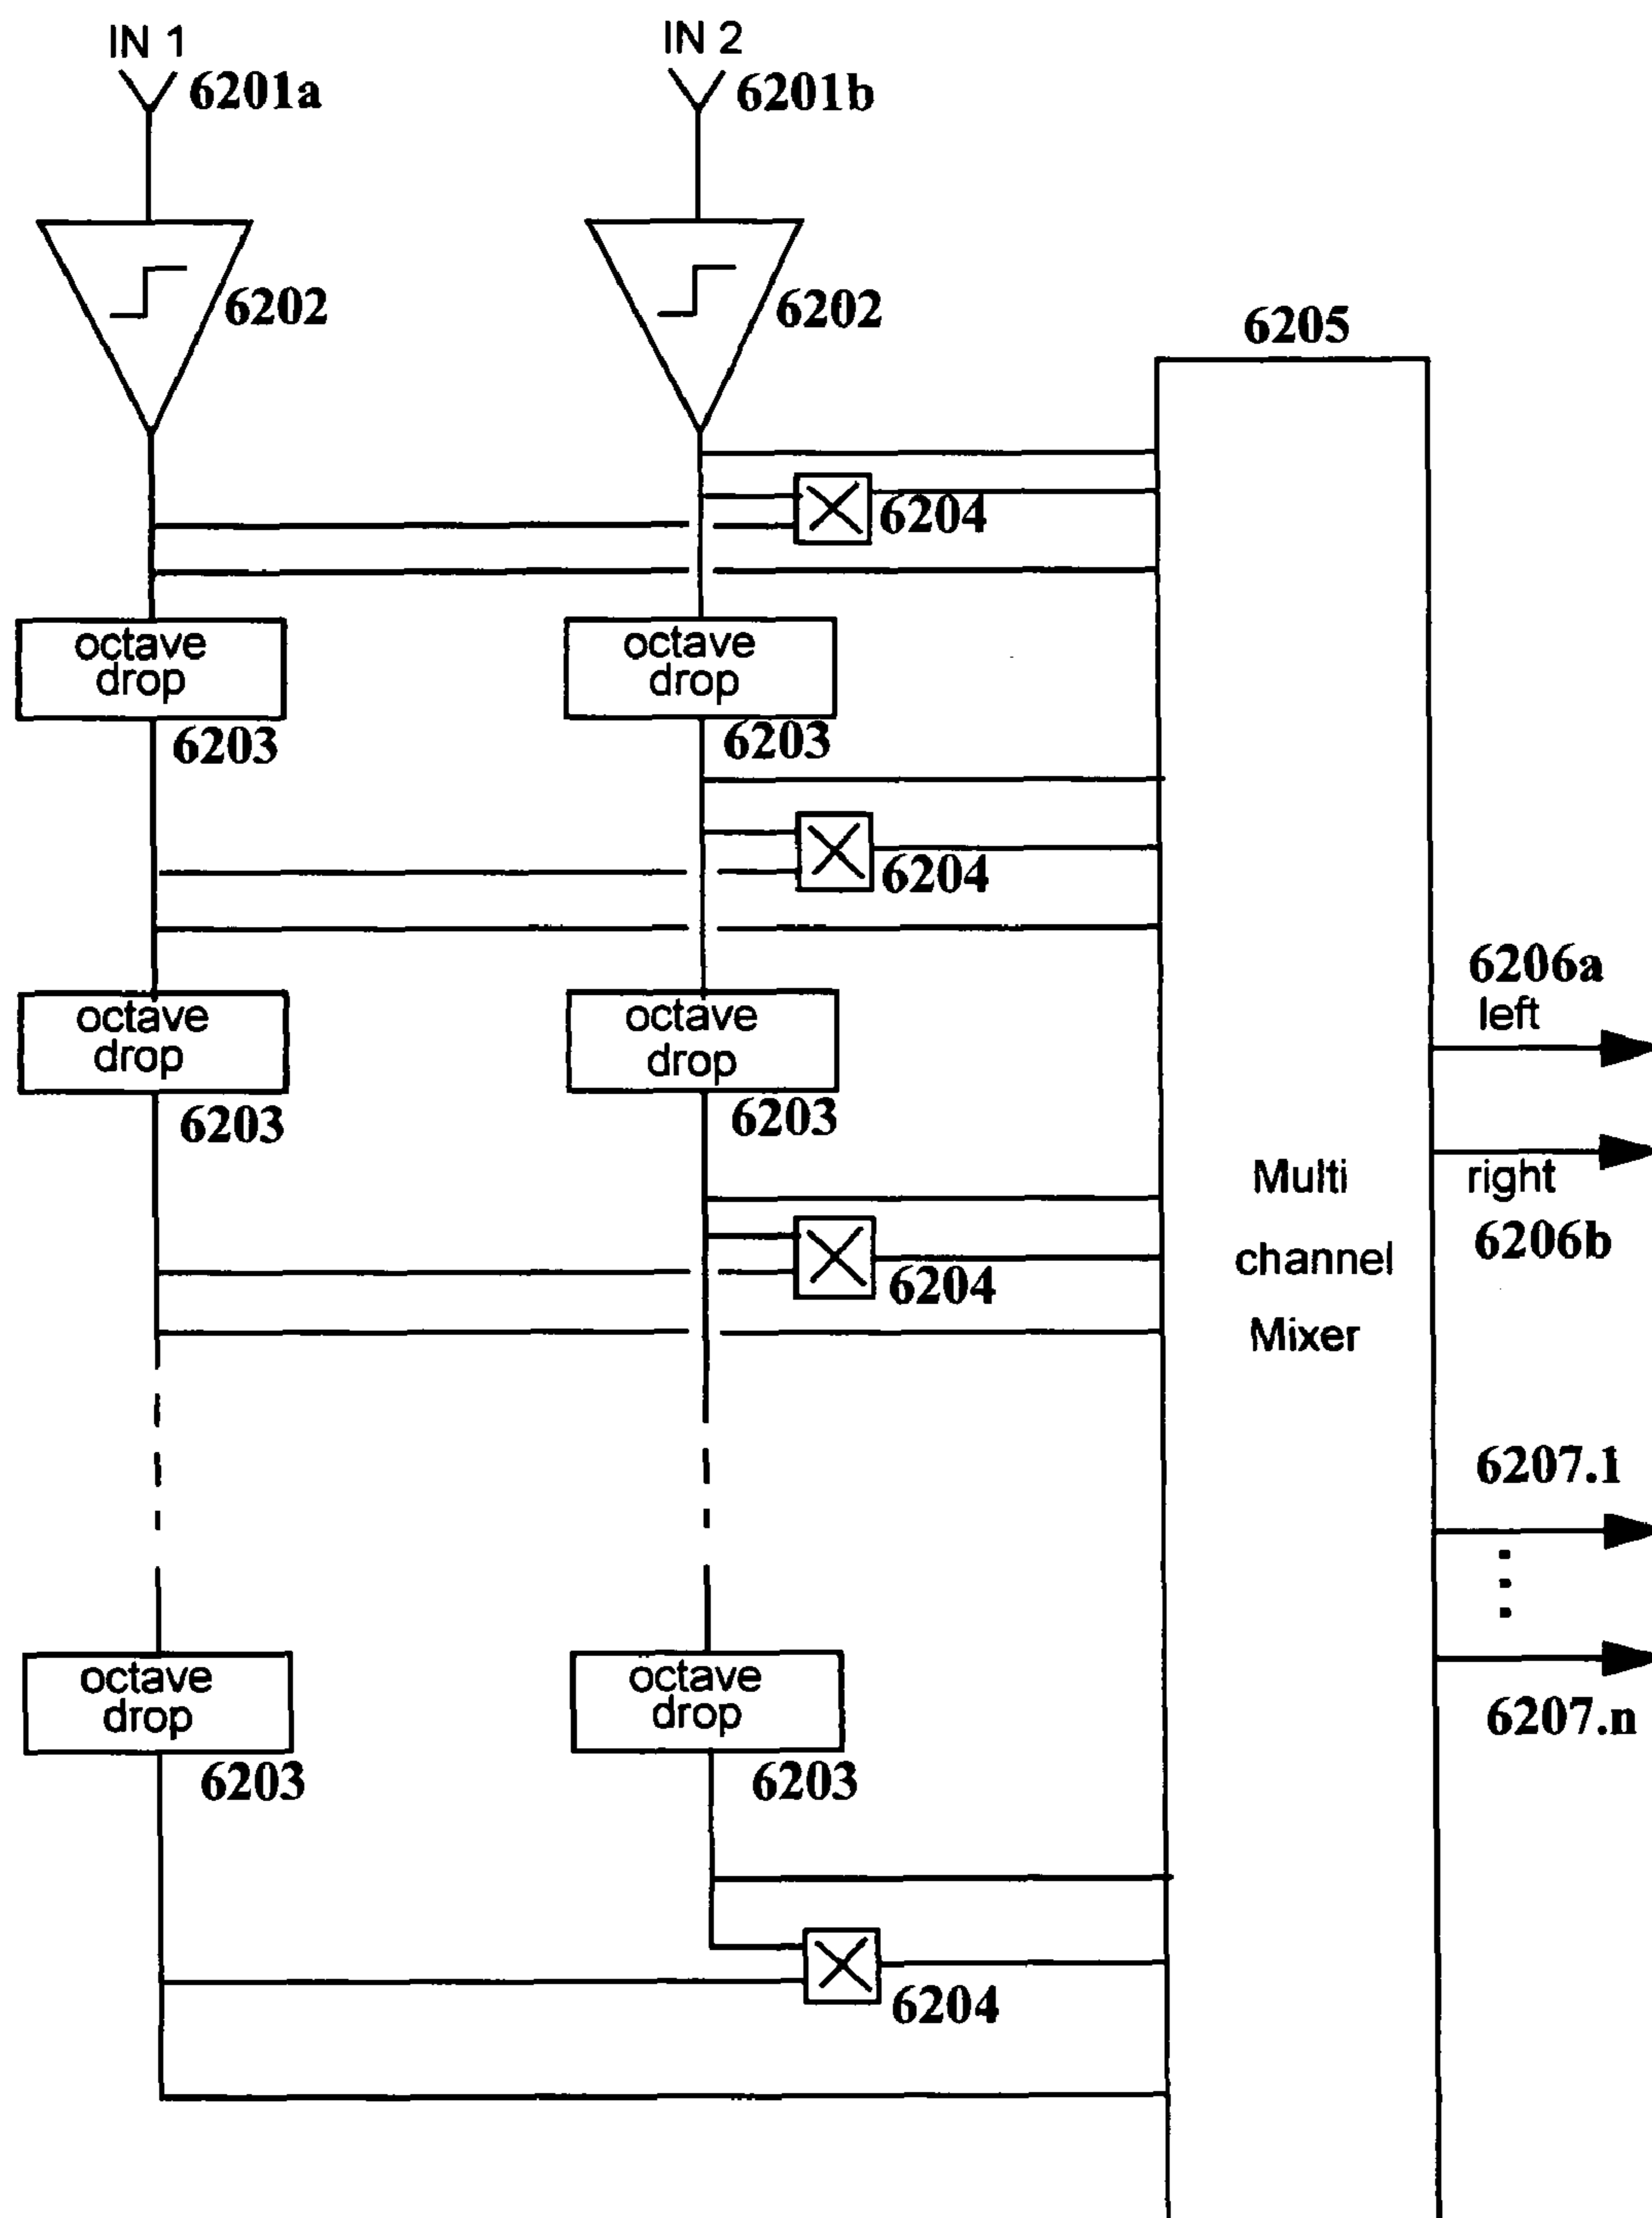 IN 1
IN 2
6201a
6201b
6202
6202
6205
6204
octave
drop
octave
drop
6203
6203
6204
6206a
left
octave
drop
octave
drop
6203
6203
right
6206b
Multi
channel
Mixer
6204
6207.1
octave
drop
octave
drop
6207.n
6203
6203
6204